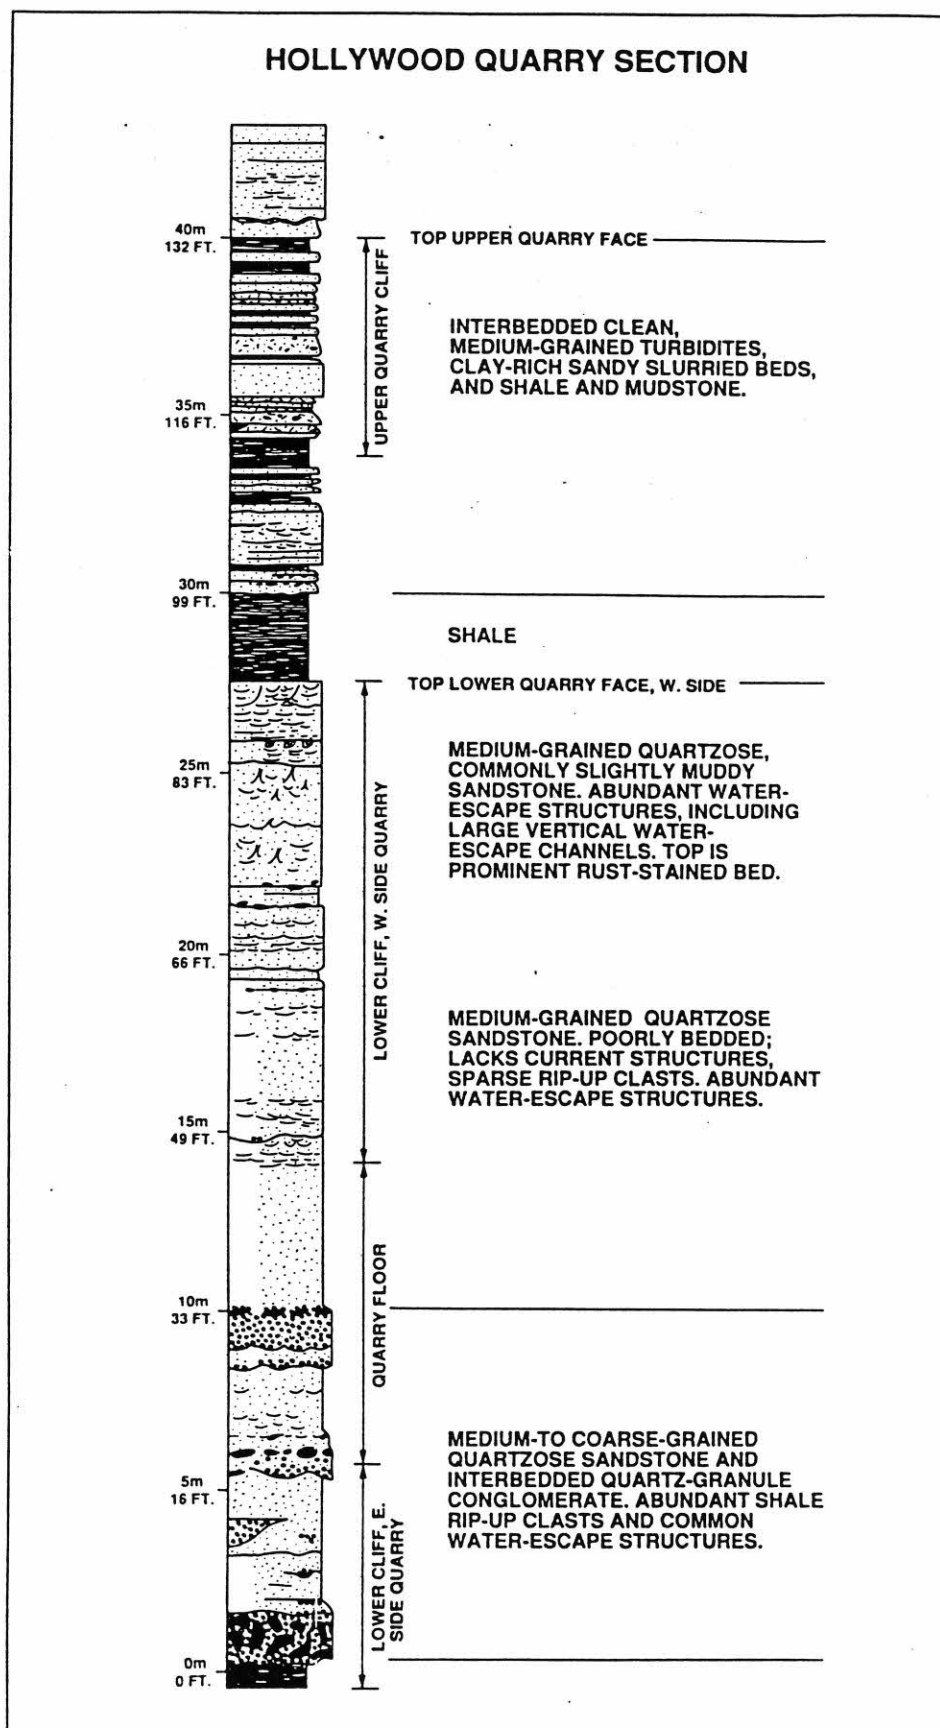 HOLLYWOOD QUARRY SECTION
40m
132 FT.
TOP UPPER QUARRY FACE
UPPER QUARRY CLIFF
INTERBEDDED CLEAN,
MEDIUM-GRAINED TURBIDITES,
CLAY-RICH SANDY SLURRIED BEDS,
AND SHALE AND MUDSTONE.
35m
116 FT.
30m
99 FT.
SHALE
TOP LOWER QUARRY FACE, W. SIDE
LOWER CLIFF, W. SIDE QUARRY
MEDIUM-GRAINED QUARTZOSE,
COMMONLY SLIGHTLY MUDDY
SANDSTONE. ABUNDANT WATER-
ESCAPE STRUCTURES, INCLUDING
LARGE VERTICAL WATER-
ESCAPE CHANNELS. TOP IS
PROMINENT RUST-STAINED BED.
25m
83 FT.
20m
66 FT.
MEDIUM-GRAINED QUARTZOSE
SANDSTONE. POORLY BEDDED;
LACKS CURRENT STRUCTURES,
SPARSE RIP-UP CLASTS. ABUNDANT
WATER-ESCAPE STRUCTURES.
15m
49 FT.
QUARRY FLOOR
10m
33 FT.
MEDIUM-TO COARSE-GRAINED
QUARTZOSE SANDSTONE AND
INTERBEDDED QUARTZ-GRANULE
CONGLOMERATE. ABUNDANT SHALE
RIP-UP CLASTS AND COMMON
WATER-ESCAPE STRUCTURES.
5m
16 FT.
LOWER CLIFF, E.
SIDE QUARRY
0m
0 FT.